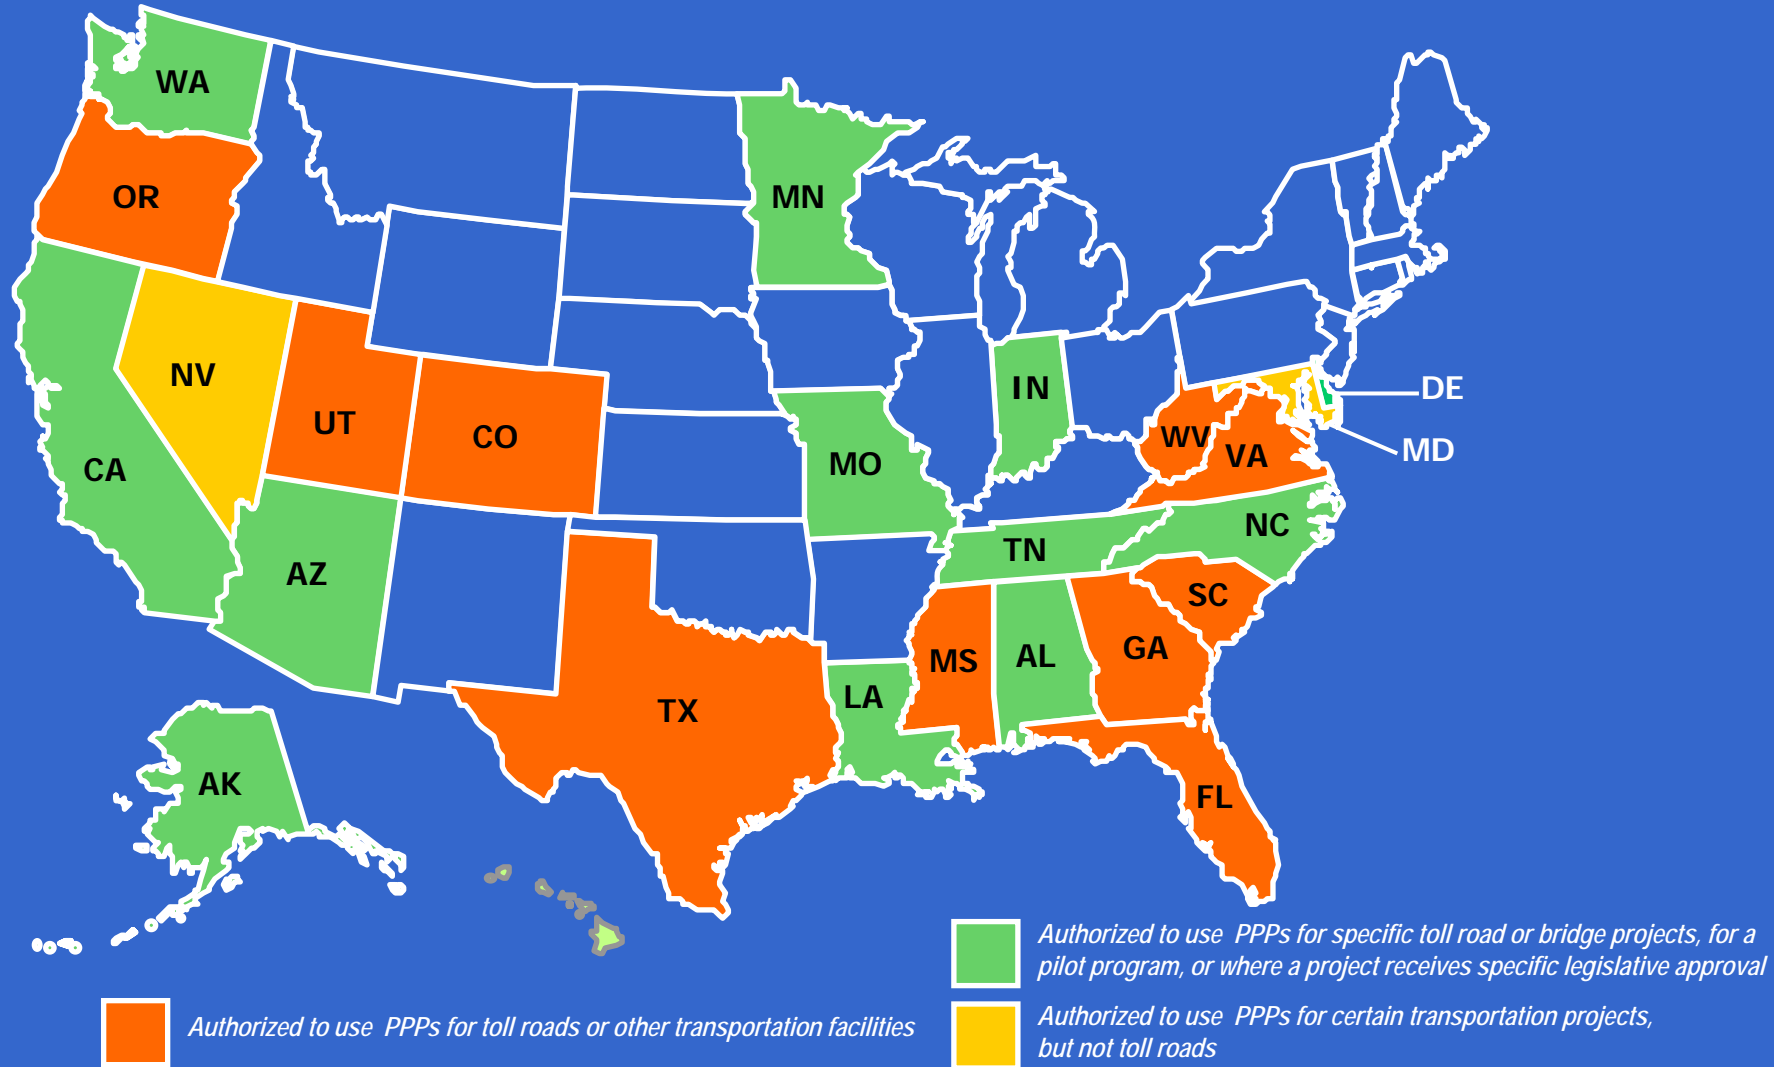 WA
OR
MN
NV
IN
DE
UT
CO
WV
VA
MD
CA
MO
NC
TN
AZ
SC
GA
MS
AL
LA
TX
AK
FL
Authorized to use PPPs for specific toll road or bridge projects, for a
pilot program, or where a project receives specific legislative approval
Authorized to use PPPs for toll roads or other transportation facilities
Authorized to use PPPs for certain transportation projects,
but not toll roads